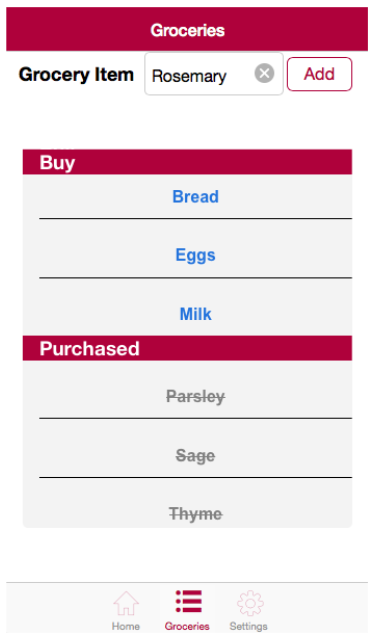 Groceries
Grocery Item Rosemary Add
Buy
Bread
Eggs
Milk
Purchased
Parsley
Sage
Thyme
Home Groceries Settings